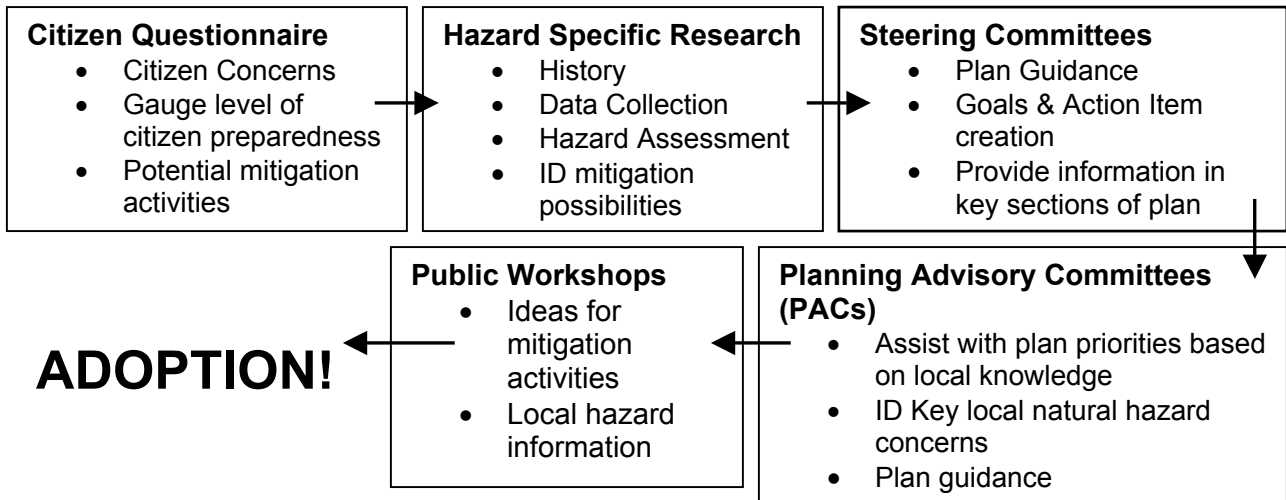 Citizen Questionnaire
• Citizen Concerns
• Gauge level of
citizen preparedness
• Potential mitigation
activities
Hazard Specific Research
• History
• Data Collection
• Hazard Assessment
• ID mitigation
possibilities
Steering Committees
• Plan Guidance
• Goals & Action Item
creation
• Provide information in
key sections of plan
Planning Advisory Committees
(PACs)
• Assist with plan priorities based
on local knowledge
• ID Key local natural hazard
concerns
• Plan guidance
Public Workshops
• Ideas for
mitigation
activities
• Local hazard
information
ADOPTION!